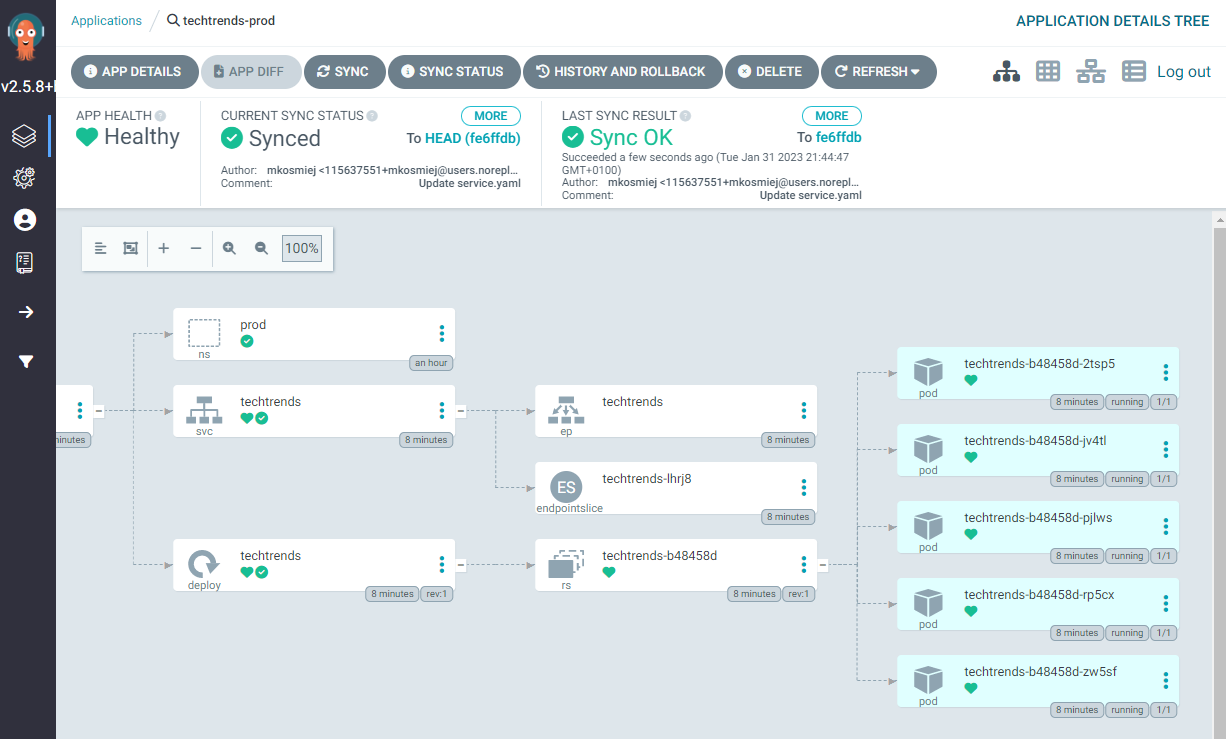 Applications / techtrends-prod
APPLICATION DETAILS TREE
v2.5.8+
APP DETAILS
APP DIFF
SYNC
SYNC STATUS
HISTORY AND ROLLBACK
DELETE
REFRESH
Log out
APP HEALTH
Healthy
CURRENT SYNC STATUS
MORE
Synced
To HEAD (fe6ffdb)
Author: mkosmiej <115637551+mkosmiej@users.norepl...
Comment: Update service.yaml
LAST SYNC RESULT
MORE
Sync OK
To fe6ffdb
Succeeded a few seconds ago (Tue Jan 31 2023 21:44:47
GMT+0100)
Author: mkosmiej <115637551+mkosmiej@users.norepl...
Comment: Update service.yaml
100%
prod
ns
an hour
minutes
techtrends
svc
8 minutes
techtrends
deploy
8 minutes
rev:1
techtrends
ep
8 minutes
ES
techtrends-lhrj8
endpointslice
8 minutes
techtrends-b48458d
rs
8 minutes
rev:1
techtrends-b48458d-2tsp5
pod
8 minutes
running
1/1
techtrends-b48458d-jv4tl
pod
8 minutes
running
1/1
techtrends-b48458d-pjlws
pod
8 minutes
running
1/1
techtrends-b48458d-rp5cx
pod
8 minutes
running
1/1
techtrends-b48458d-zw5sf
pod
8 minutes
running
1/1